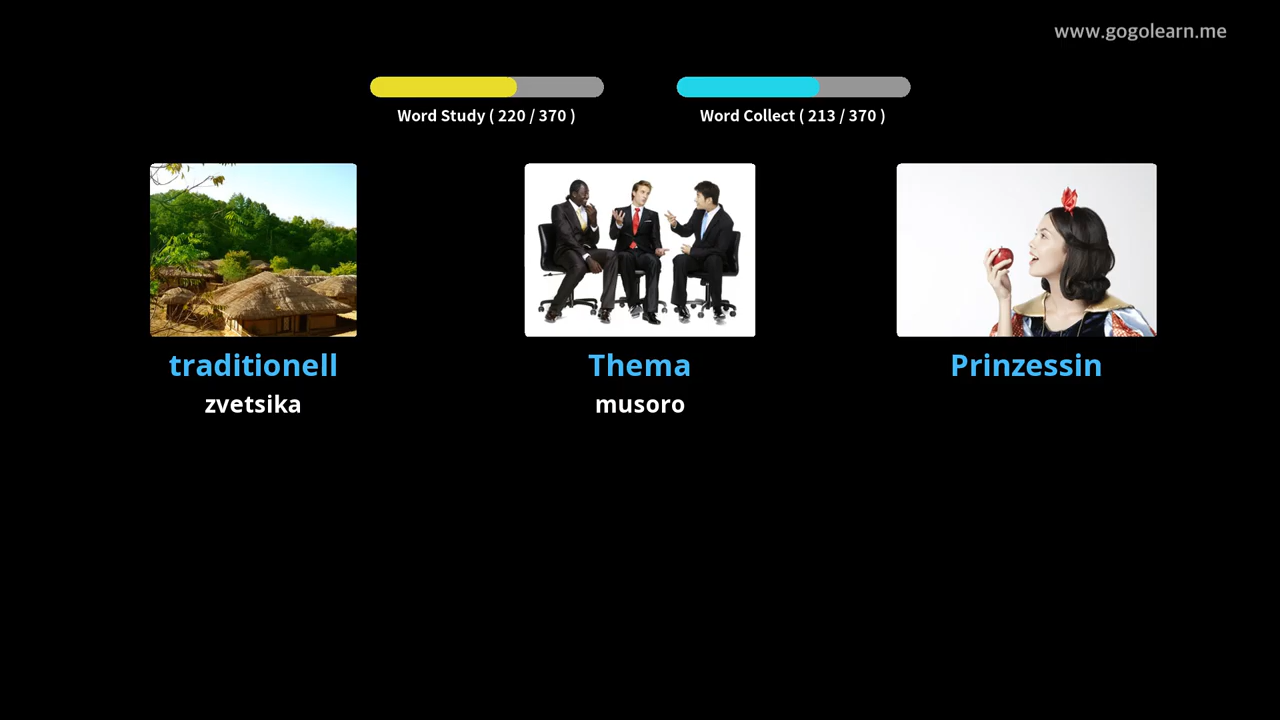 www.gogolearn.me
Word Study ( 220 / 370 )
Word Collect ( 213 / 370 )
traditionell
Thema
Prinzessin
zvetsika
musoro